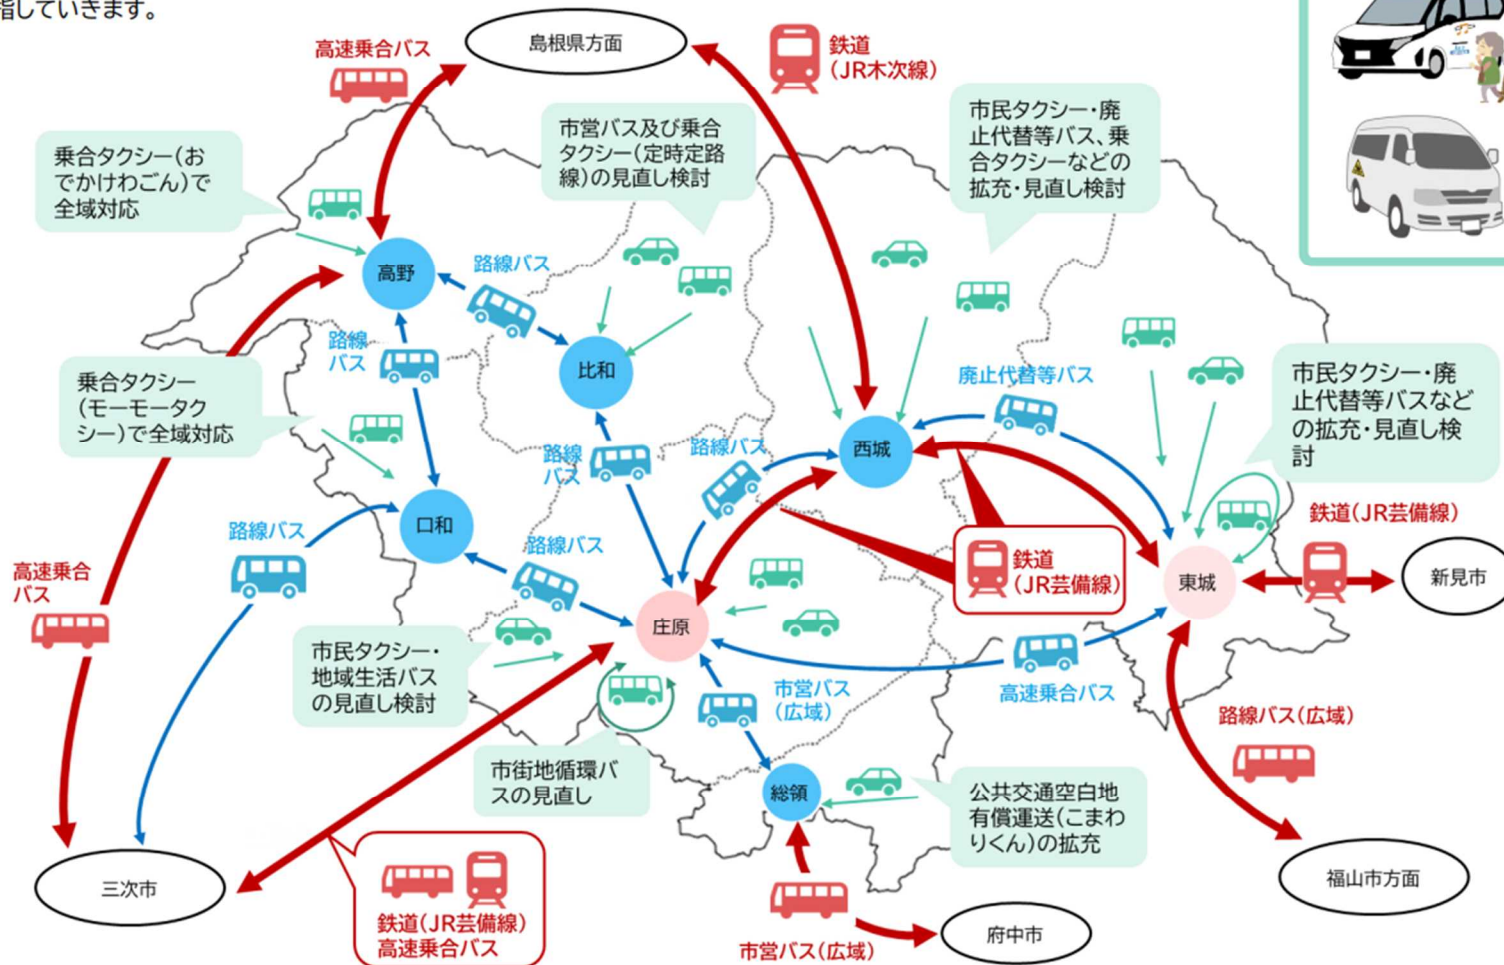 指していきます。
島根県方面
高速乗合バス
鉄道
（JR木次線）
乗合タクシー（お
でかけわごん）で
全域対応
市営バス及び乗合
タクシー（定時定路
線）の見直し検討
市民タクシー・廃
止代替等バス、乗
合タクシーなどの
拡充・見直し検討
高野
路線バス
路線
バス
比和
乗合タクシー
（モーモータク
シー）で全域対応
廃止代替等バス
市民タクシー・廃
止代替等バスなど
の拡充・見直し検
討
路線
バス
路線バス
西城
口和
路線バス
路線バス
鉄道（JR芸備線）
高速乗合
バス
鉄道
（JR芸備線）
東城
新見市
庄原
市民タクシー・
地域生活バス
の見直し検討
市営バス
（広域）
高速乗合バス
路線バス（広域）
市街地循環バ
スの見直し
総領
公共交通空白地
有償運送（こまわ
りくん）の拡充
三次市
鉄道（JR芸備線）
高速乗合バス
市営バス（広域）
府中市
福山市方面